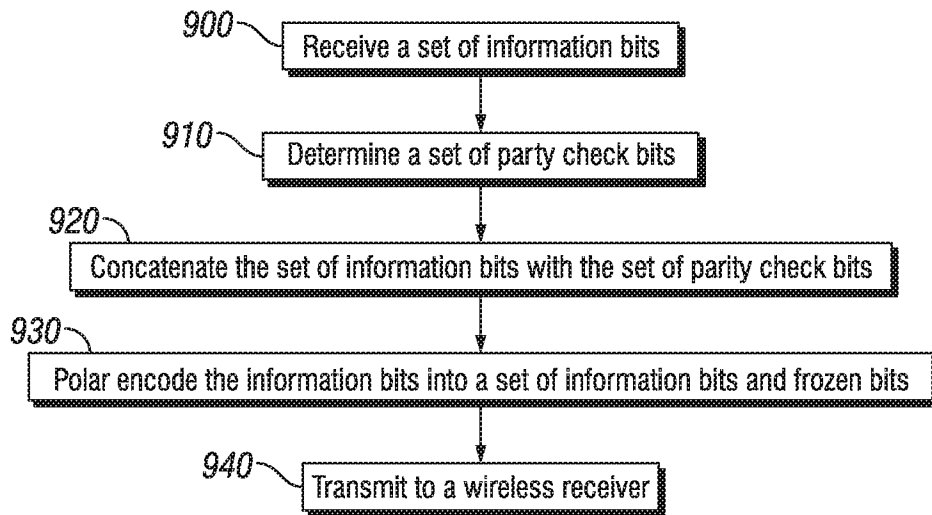 900
Receive a set of information bits
910
Determine a set of party check bits
920
Concatenate the set of information bits with the set of parity check bits
930
Polar encode the information bits into a set of information bits and frozen bits
940
Transmit to a wireless receiver